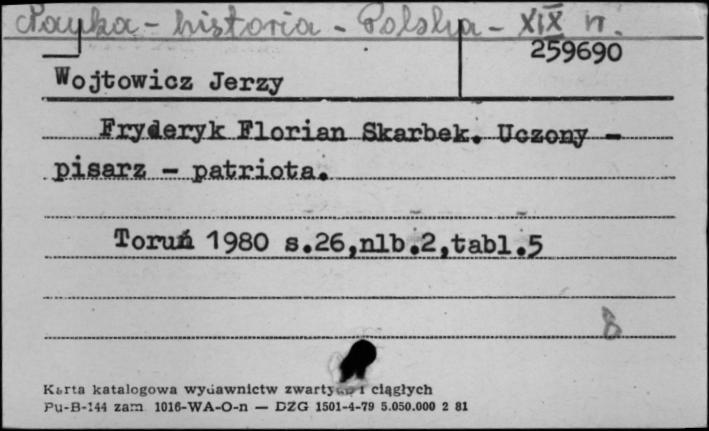 Nauka - historia - Polska - XIX w.
259690
Wojtowicz Jerzy
Fryderyk Florian Skarbek. Uczony -
pisarz - patriota.
Toruń 1980 s.26,nlb.2,tabl.5
8
Karta katalogowa wydawnictw zwartych i ciągłych
Pu-B-144 zam. 1016-WA-O-n — DZG 1501-4-79 5.050.000 2 81